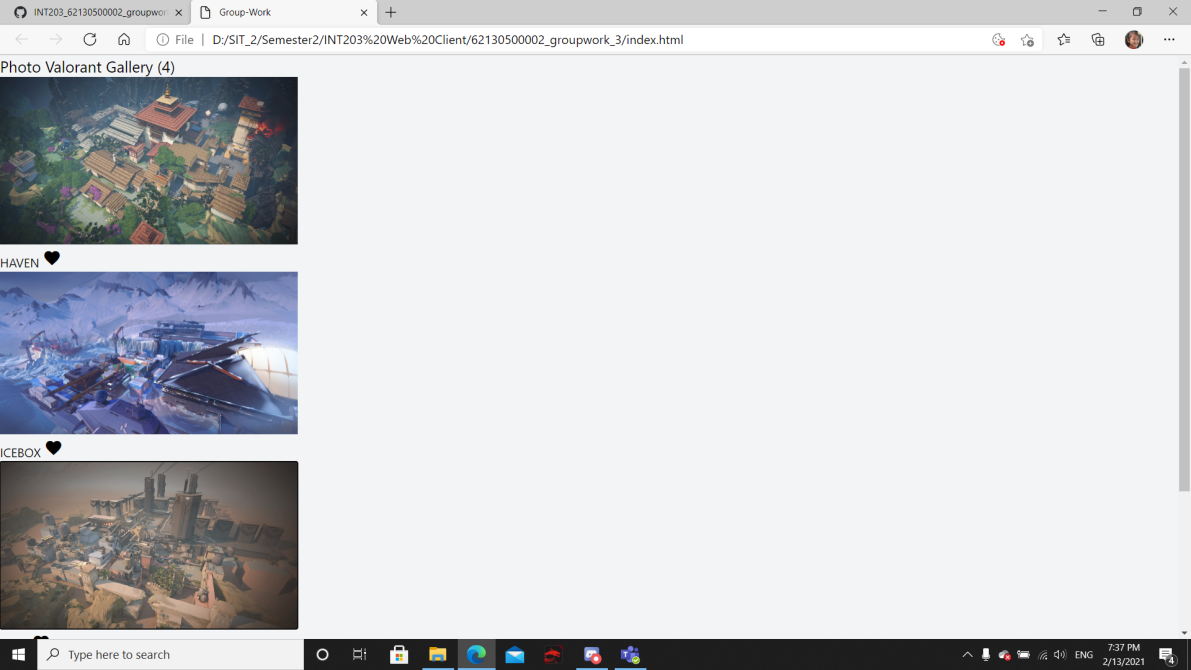 INT203_62130500002_groupwor
Group-Work
File | D:/SIT_2/Semester2/INT203%20Web%20Client/62130500002_groupwork_3/index.html
Photo Valorant Gallery (4)
HAVEN
ICEBOX
Type here to search
ENG
7:37 PM
2/13/2021
4